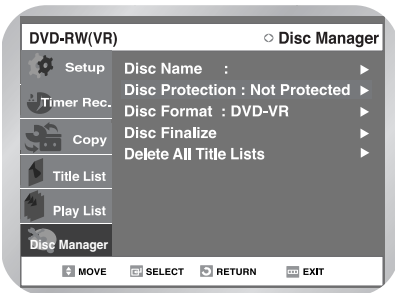 DVD-RW(VR) Disc Manager
Setup
Disc Name :
Disc Protection : Not Protected
Timer Rec.
Disc Format : DVD-VR
Copy
Disc Finalize
Delete All Title Lists
Title List
Play List
Disc Manager
MOVE SELECT RETURN EXIT